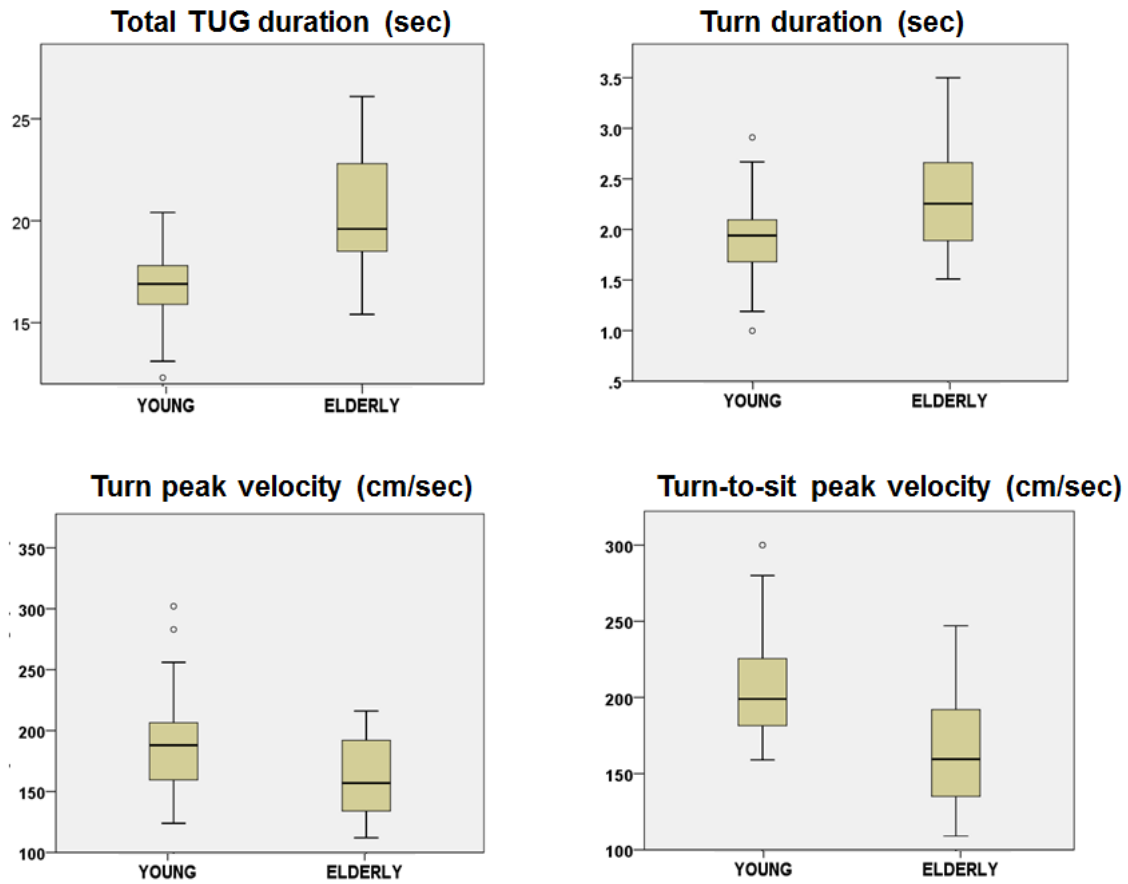 Total TUG duration (sec)
25
20
15
YOUNG
ELDERLY
Turn duration (sec)
3.5
3.0
2.5
2.0
1.5
1.0
.5
YOUNG
ELDERLY
Turn peak velocity (cm/sec)
350
300
250
200
150
100
YOUNG
ELDERLY
Turn-to-sit peak velocity (cm/sec)
300
250
200
150
100
YOUNG
ELDERLY